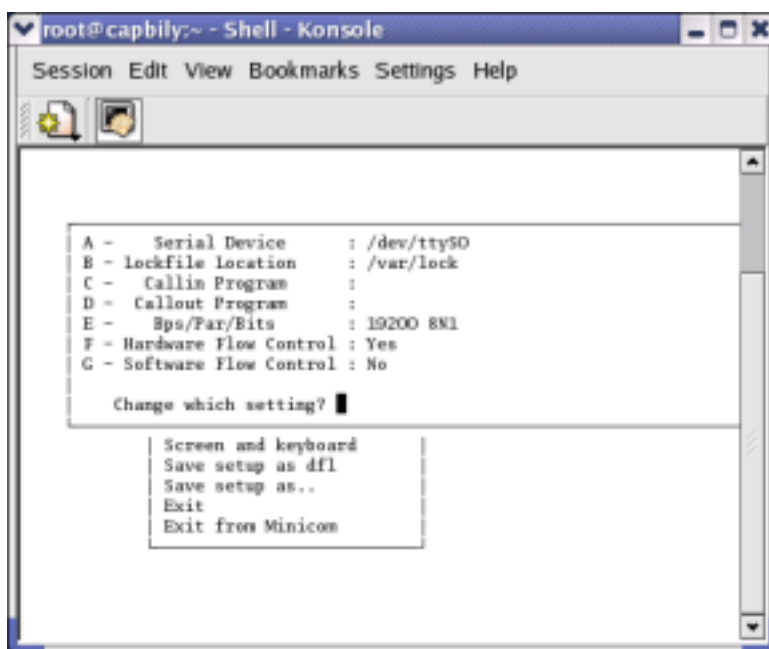 root@capbily:~ - Shell - Konsole
Session Edit View Bookmarks Settings Help
A - Serial Device : /dev/ttyS0
B - Lockfile Location : /var/lock
C - Callin Program :
D - Callout Program :
E - Bps/Par/Bits : 19200 8N1
F - Hardware Flow Control : Yes
G - Software Flow Control : No
Change which setting?
Screen and keyboard
Save setup as dfl
Save setup as..
Exit
Exit from Minicom